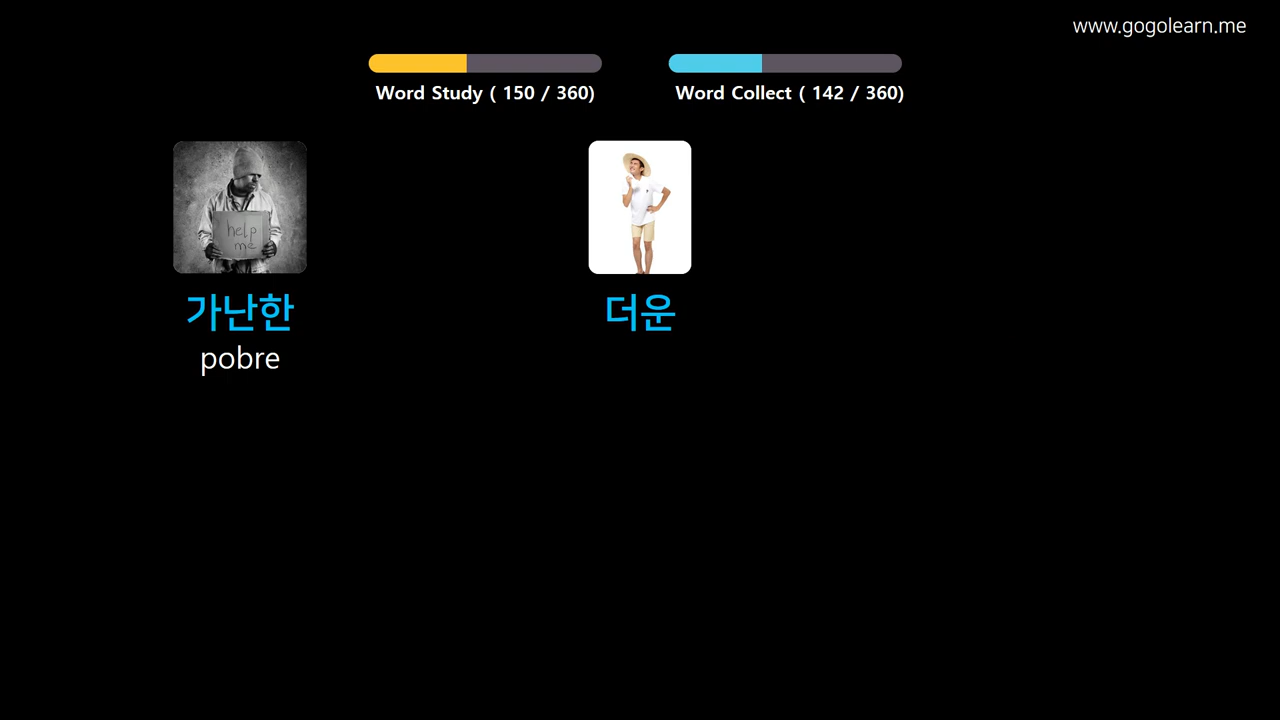 www.gogolearn.me
Word Study ( 150 / 360)
Word Collect ( 142 / 360)
help
me
가난한
더운
pobre